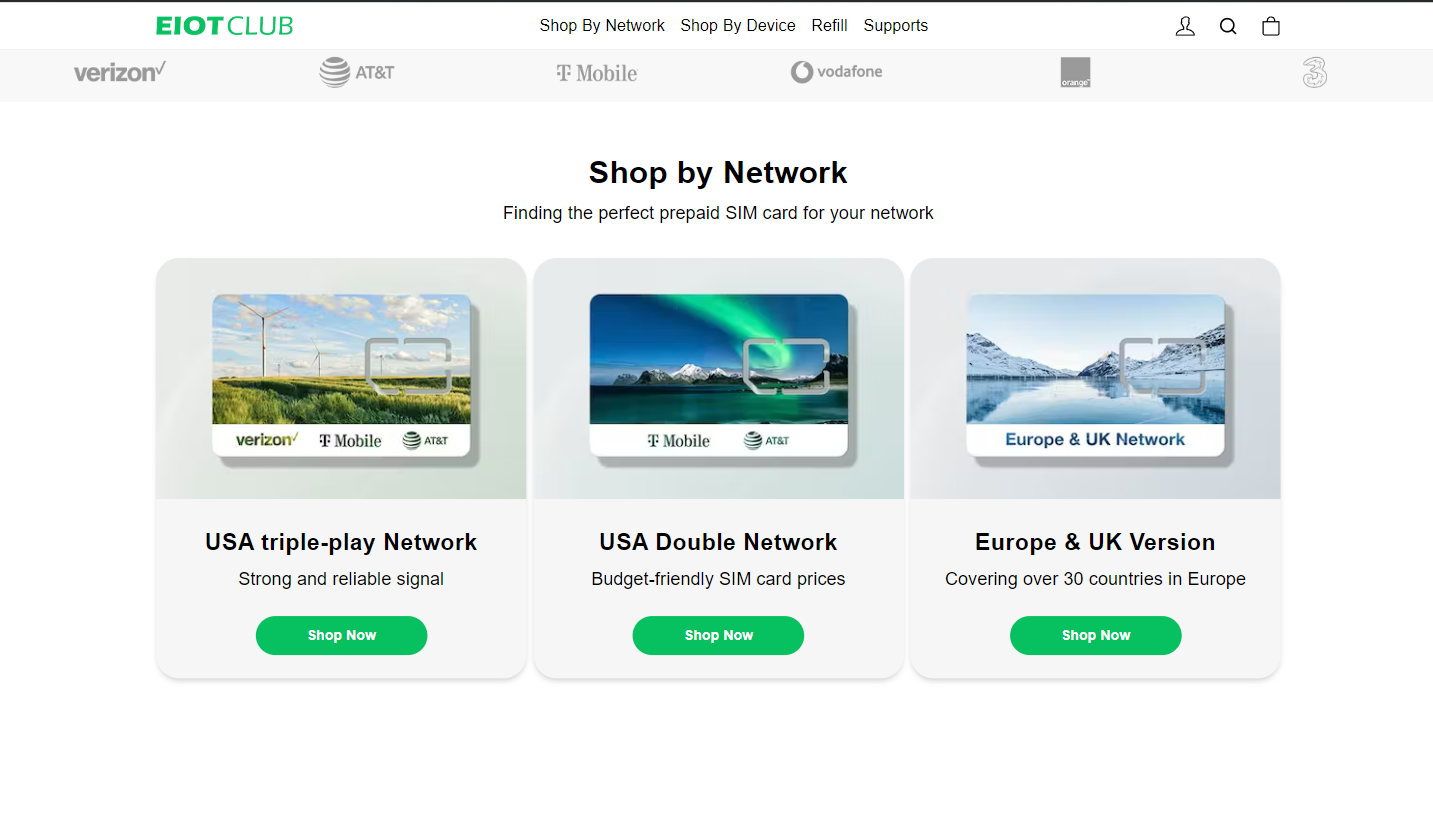 EIOTCLUB
Shop By Network Shop By Device Refill Supports
verizon AT&T T Mobile vodafone orange 3
Shop by Network
Finding the perfect prepaid SIM card for your network
verizon T Mobile AT&T
T Mobile AT&T
Europe & UK Network
USA triple-play Network
Strong and reliable signal
Shop Now
USA Double Network
Budget-friendly SIM card prices
Shop Now
Europe & UK Version
Covering over 30 countries in Europe
Shop Now